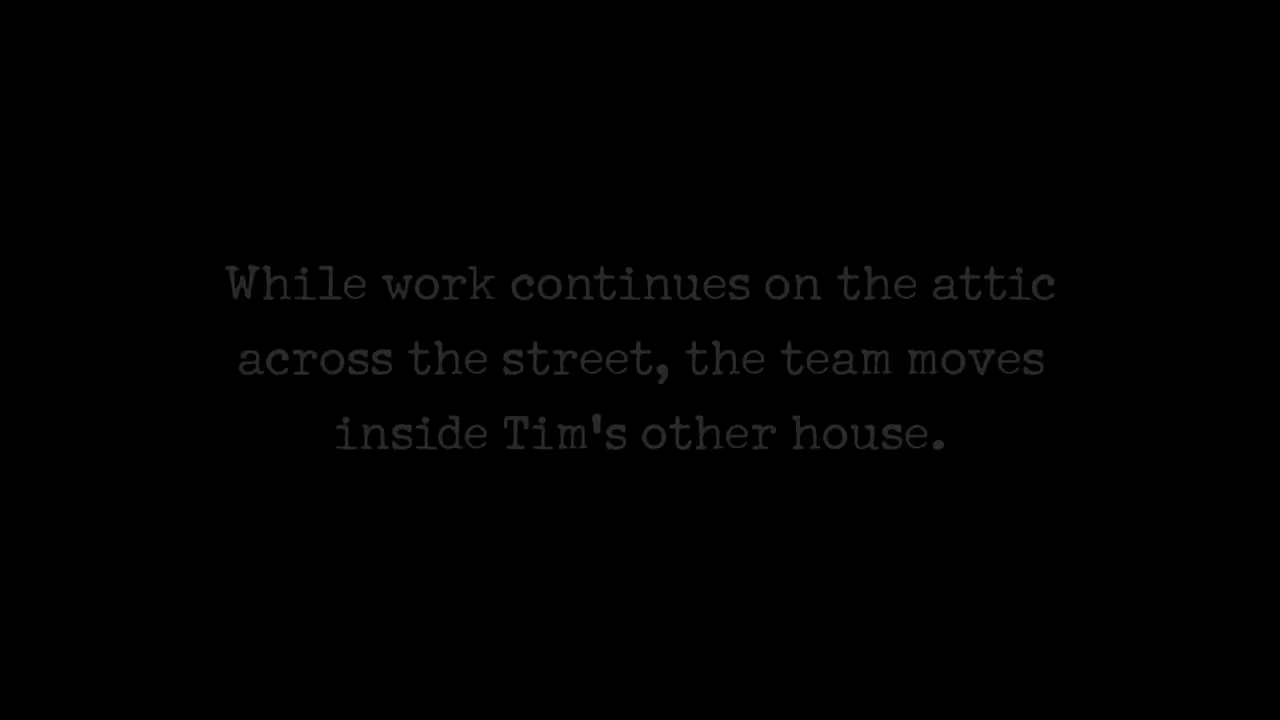 While work continues on the attic
across the street, the team moves
inside Tim's other house.